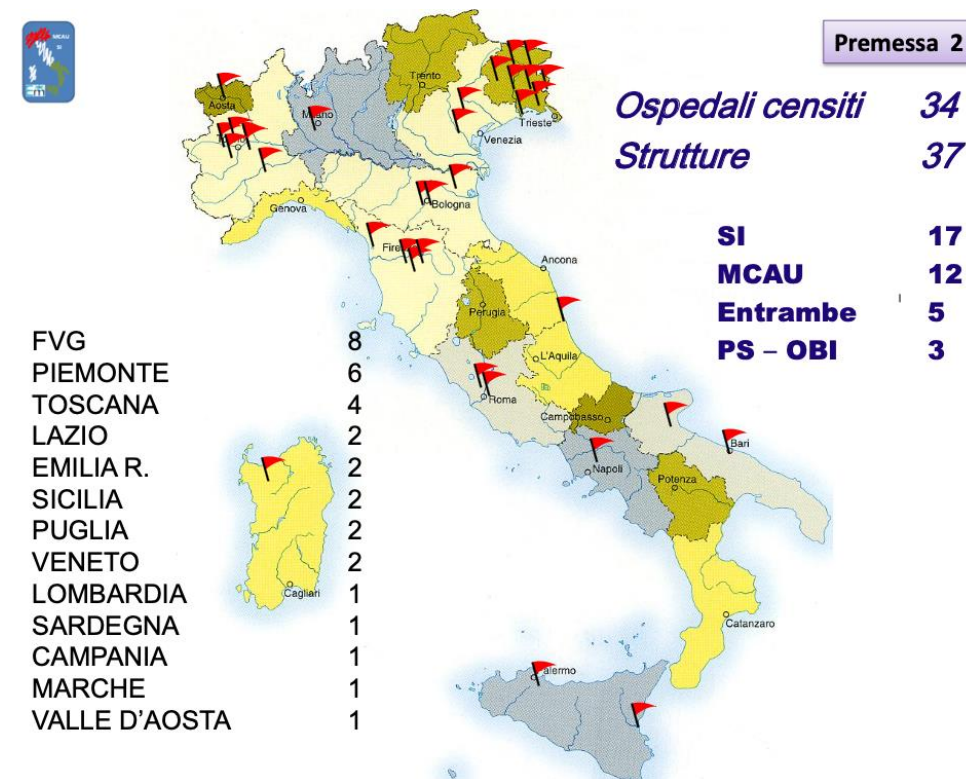 MCAU
SI
Premessa 2
Ospedali censiti 34
Strutture 37
SI 17
MCAU 12
Entrambe 5
PS – OBI 3
FVG 8
PIEMONTE 6
TOSCANA 4
LAZIO 2
EMILIA R. 2
SICILIA 2
PUGLIA 2
VENETO 2
LOMBARDIA 1
SARDEGNA 1
CAMPANIA 1
MARCHE 1
VALLE D'AOSTA 1
Trento
Aosta
Milano
Trieste
Venezia
Genova
Bologna
Ancona
Perugia
L'Aquila
Roma
Campobasso
Bari
Napoli
Potenza
Cagliari
Catanzaro
Palermo